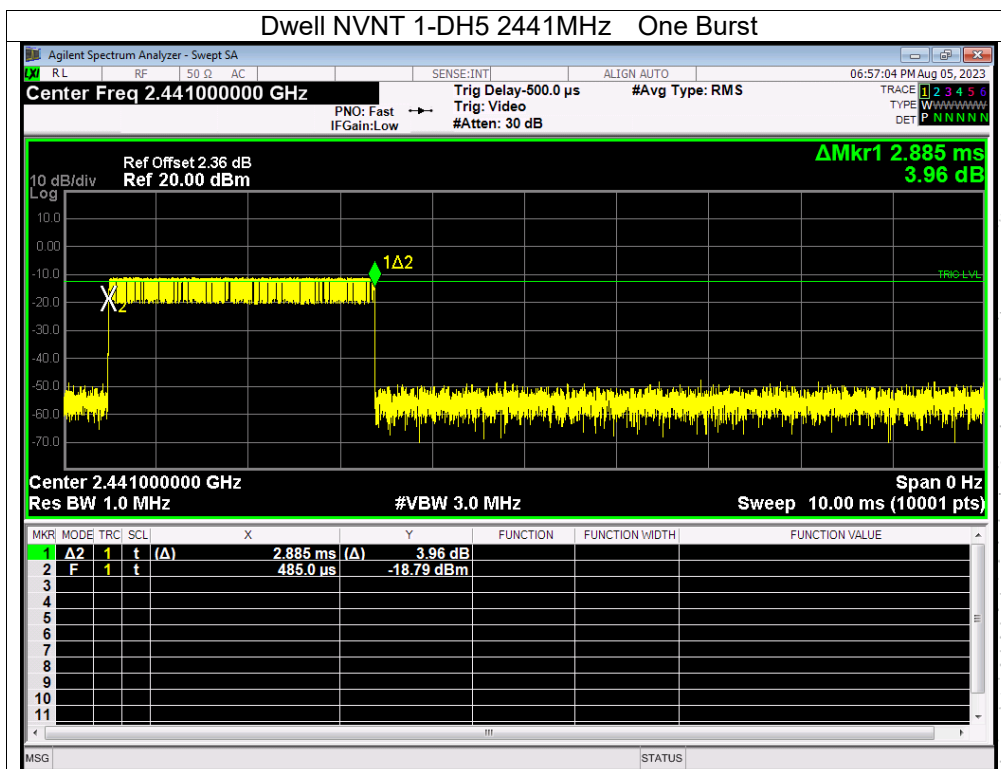 Dwell NVNT 1-DH5 2441MHz One Burst
Agilent Spectrum Analyzer - Swept SA
LXI RL RF 50 Ω AC SENSE:INT ALIGN AUTO 06:57:04 PM Aug 05, 2023
Center Freq 2.441000000 GHz
PNO: Fast
IFGain:Low
Trig Delay-500.0 µs
Trig: Video
#Atten: 30 dB
#Avg Type: RMS
TRACE 1 2 3 4 5 6
TYPE WWWWWW
DET P N N N N N
ΔMkr1 2.885 ms
3.96 dB
Ref Offset 2.36 dB
10 dB/div Ref 20.00 dBm
Log
10.0
0.00
-10.0
-20.0
-30.0
-40.0
-50.0
-60.0
-70.0
1Δ2
TRIG LVL
2
Center 2.441000000 GHz Span 0 Hz
Res BW 1.0 MHz #VBW 3.0 MHz Sweep 10.00 ms (10001 pts)
MKR MODE TRC SCL X Y FUNCTION FUNCTION WIDTH FUNCTION VALUE
1 Δ2 1 t (Δ) 2.885 ms (Δ) 3.96 dB
2 F 1 t 485.0 µs -18.79 dBm
3
4
5
6
7
8
9
10
11
MSG STATUS